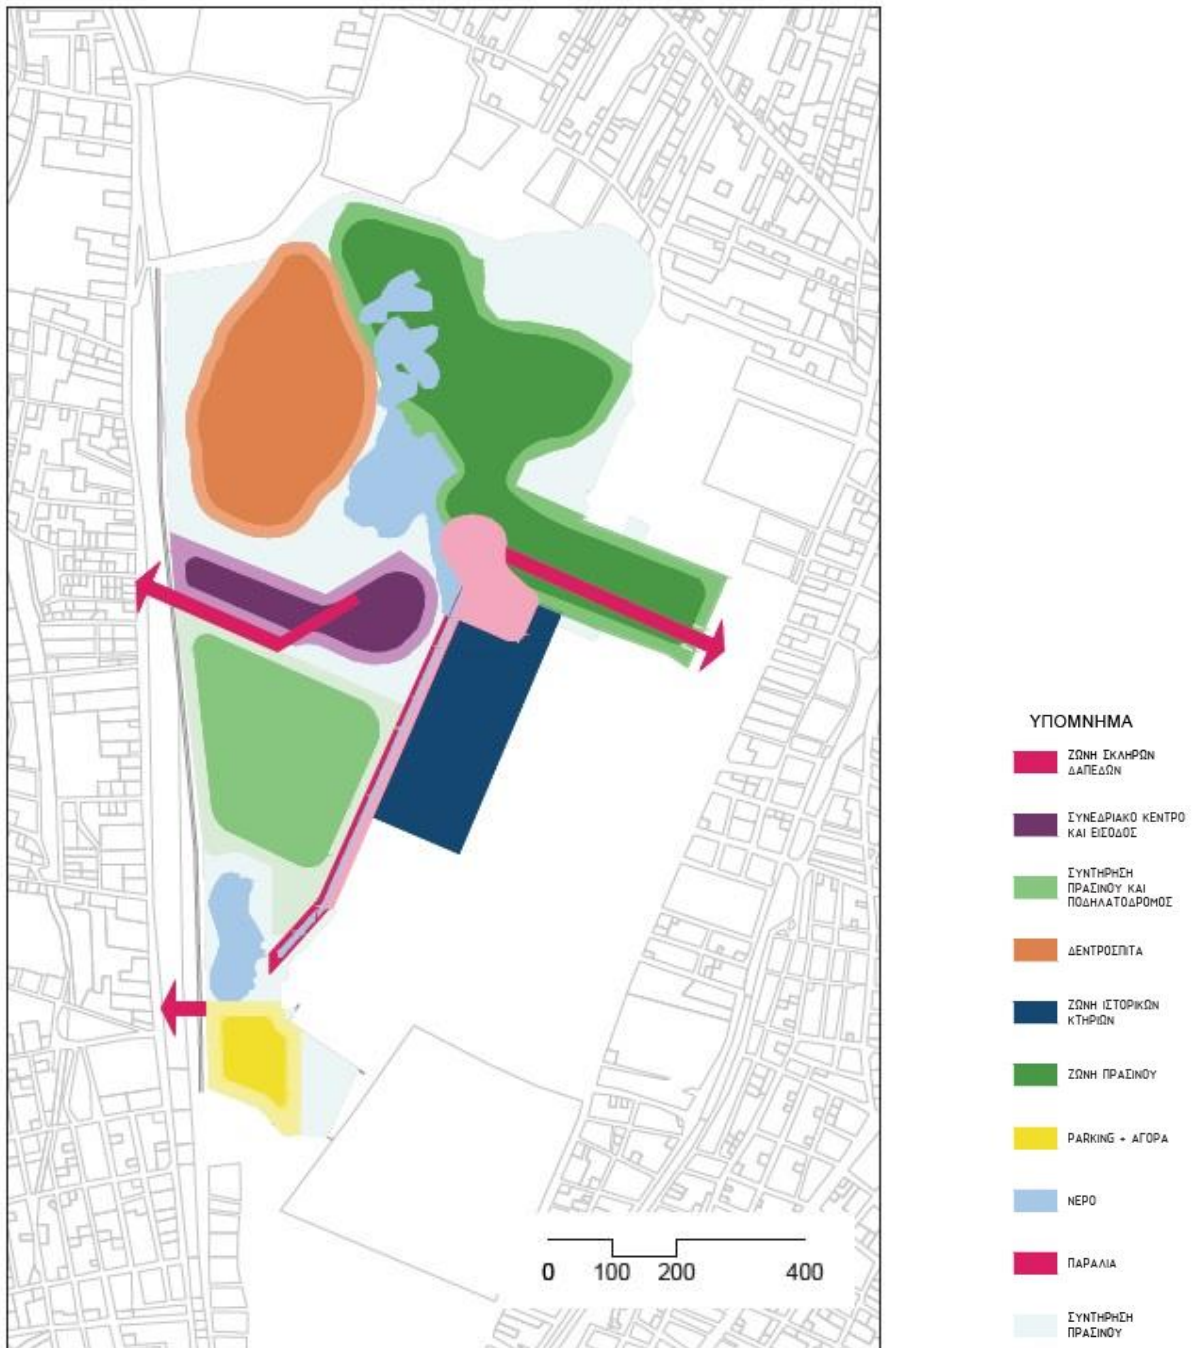 ΥΠΟΜΝΗΜΑ
ΖΩΝΗ ΣΚΛΗΡΩΝ
ΔΑΠΕΔΩΝ
ΣΥΝΕΔΡΙΑΚΟ ΚΕΝΤΡΟ
ΚΑΙ ΕΙΣΟΔΟΣ
ΣΥΝΤΗΡΗΣΗ
ΠΡΑΣΙΝΟΥ ΚΑΙ
ΠΟΔΗΛΑΤΟΔΡΟΜΟΣ
ΔΕΝΤΡΟΣΠΙΤΑ
ΖΩΝΗ ΙΣΤΟΡΙΚΩΝ
ΚΤΗΡΙΩΝ
ΖΩΝΗ ΠΡΑΣΙΝΟΥ
PARKING + ΑΓΟΡΑ
ΝΕΡΟ
ΠΑΡΑΛΙΑ
ΣΥΝΤΗΡΗΣΗ
ΠΡΑΣΙΝΟΥ
0 100 200 400